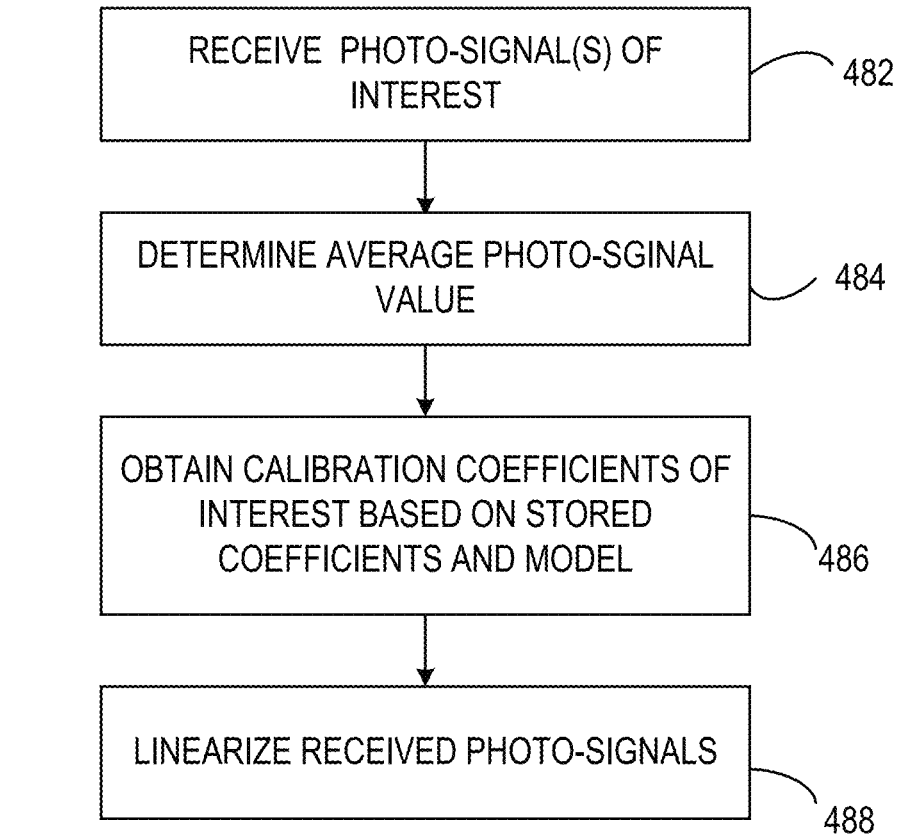 RECEIVE PHOTO-SIGNAL(S) OF
INTEREST
482
DETERMINE AVERAGE PHOTO-SGINAL
VALUE
484
OBTAIN CALIBRATION COEFFICIENTS OF
INTEREST BASED ON STORED
COEFFICIENTS AND MODEL
486
LINEARIZE RECEIVED PHOTO-SIGNALS
488